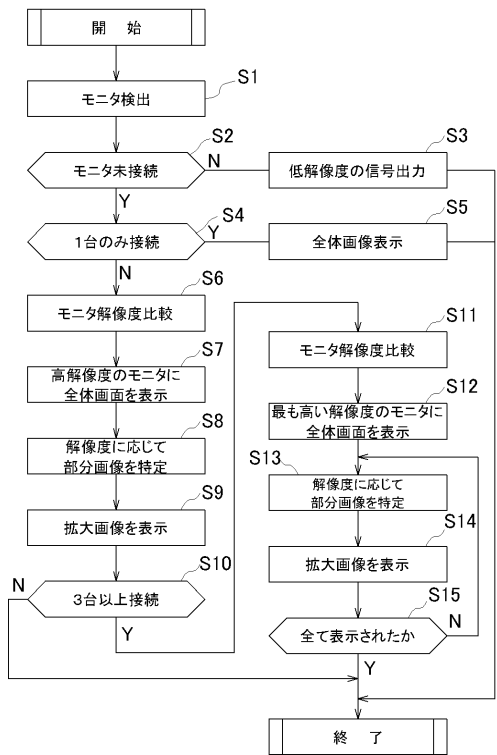 開 始
S1
モニタ検出
S2
モニタ未接続
N
Y
S3
低解像度の信号出力
S4
1台のみ接続
Y
N
S5
全体画像表示
S6
モニタ解像度比較
S7
高解像度のモニタに
全体画面を表示
S8
解像度に応じて
部分画像を特定
S9
拡大画像を表示
S10
3台以上接続
N
Y
S11
モニタ解像度比較
S12
最も高い解像度のモニタに
全体画面を表示
S13
解像度に応じて
部分画像を特定
S14
拡大画像を表示
S15
全て表示されたか
N
Y
終 了